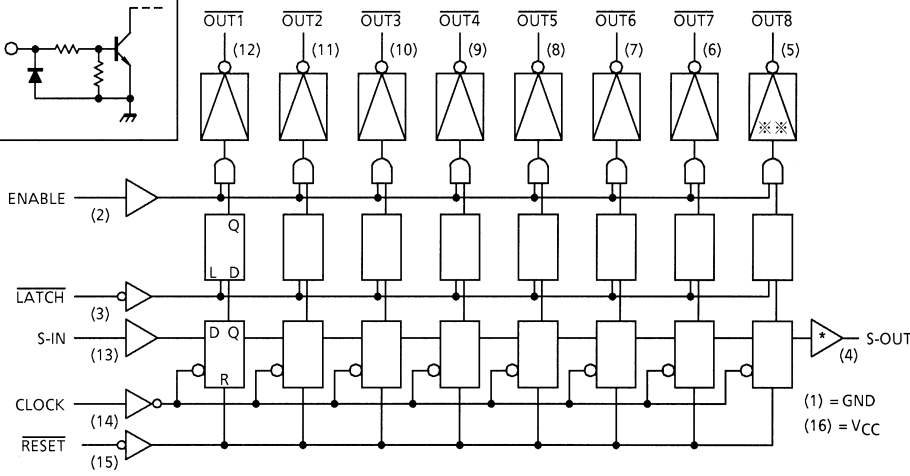 OUT1 OUT2 OUT3 OUT4 OUT5 OUT6 OUT7 OUT8
(12) (11) (10) (9) (8) (7) (6) (5)
※※
ENABLE
(2)
Q
L D
LATCH
(3)
S-IN
(13)
D Q
R
*
(4)
S-OUT
CLOCK
(14)
(1) = GND
(16) = VCC
RESET
(15)